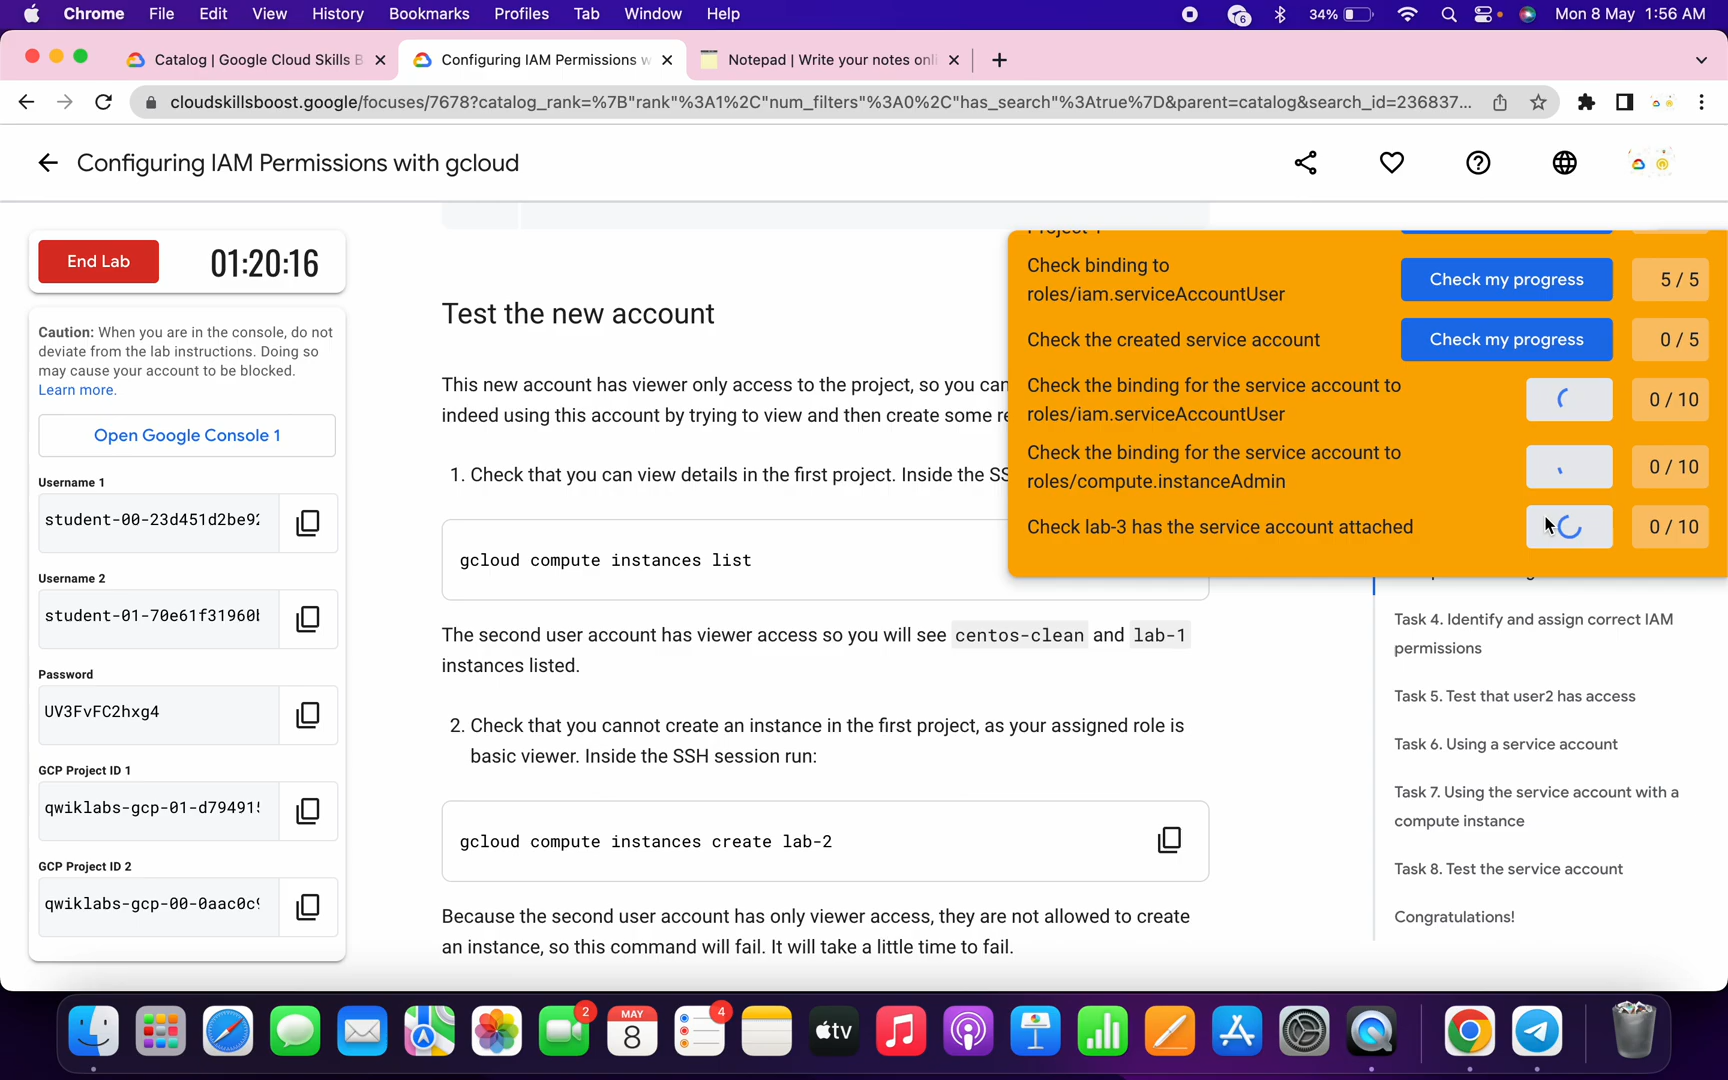 Chrome File Edit View History Bookmarks Profiles Tab Window Help
6 34% Mon 8 May 1:56 AM
Catalog | Google Cloud Skills B
Configuring IAM Permissions w
Notepad | Write your notes onli
cloudskillsboost.google/focuses/7678?catalog_rank=%7B"rank"%3A1%2C"num_filters"%3A0%2C"has_search"%3Atrue%7D&parent=catalog&search_id=236837...
Configuring IAM Permissions with gcloud
End Lab
01:20:16
Caution: When you are in the console, do not
deviate from the lab instructions. Doing so
may cause your account to be blocked.
Learn more.
Open Google Console 1
Username 1
student-00-23d451d2be92
Username 2
student-01-70e61f31960b
Password
UV3FvFC2hxg4
GCP Project ID 1
qwiklabs-gcp-01-d794915
GCP Project ID 2
qwiklabs-gcp-00-0aac0c9
Test the new account
This new account has viewer only access to the project, so you can
indeed using this account by trying to view and then create some re
1. Check that you can view details in the first project. Inside the SS
gcloud compute instances list
The second user account has viewer access so you will see centos-clean and lab-1
instances listed.
2. Check that you cannot create an instance in the first project, as your assigned role is
basic viewer. Inside the SSH session run:
gcloud compute instances create lab-2
Because the second user account has only viewer access, they are not allowed to create
an instance, so this command will fail. It will take a little time to fail.
Check binding to
roles/iam.serviceAccountUser
Check my progress
5 / 5
Check the created service account
Check my progress
0 / 5
Check the binding for the service account to
roles/iam.serviceAccountUser
0 / 10
Check the binding for the service account to
roles/compute.instanceAdmin
0 / 10
Check lab-3 has the service account attached
0 / 10
Task 4. Identify and assign correct IAM
permissions
Task 5. Test that user2 has access
Task 6. Using a service account
Task 7. Using the service account with a
compute instance
Task 8. Test the service account
Congratulations!
2
MAY
8
4
tv